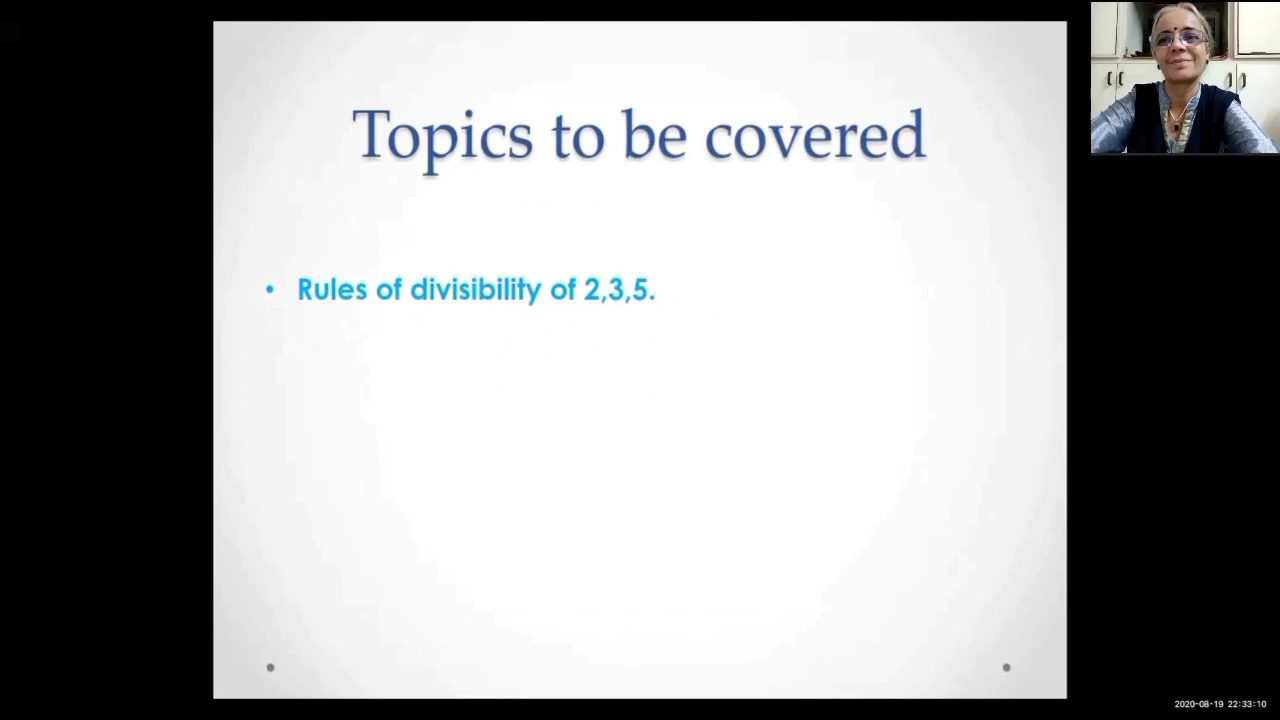 Topics to be covered
• Rules of divisibility of 2,3,5.
2020-08-19 22:33:10